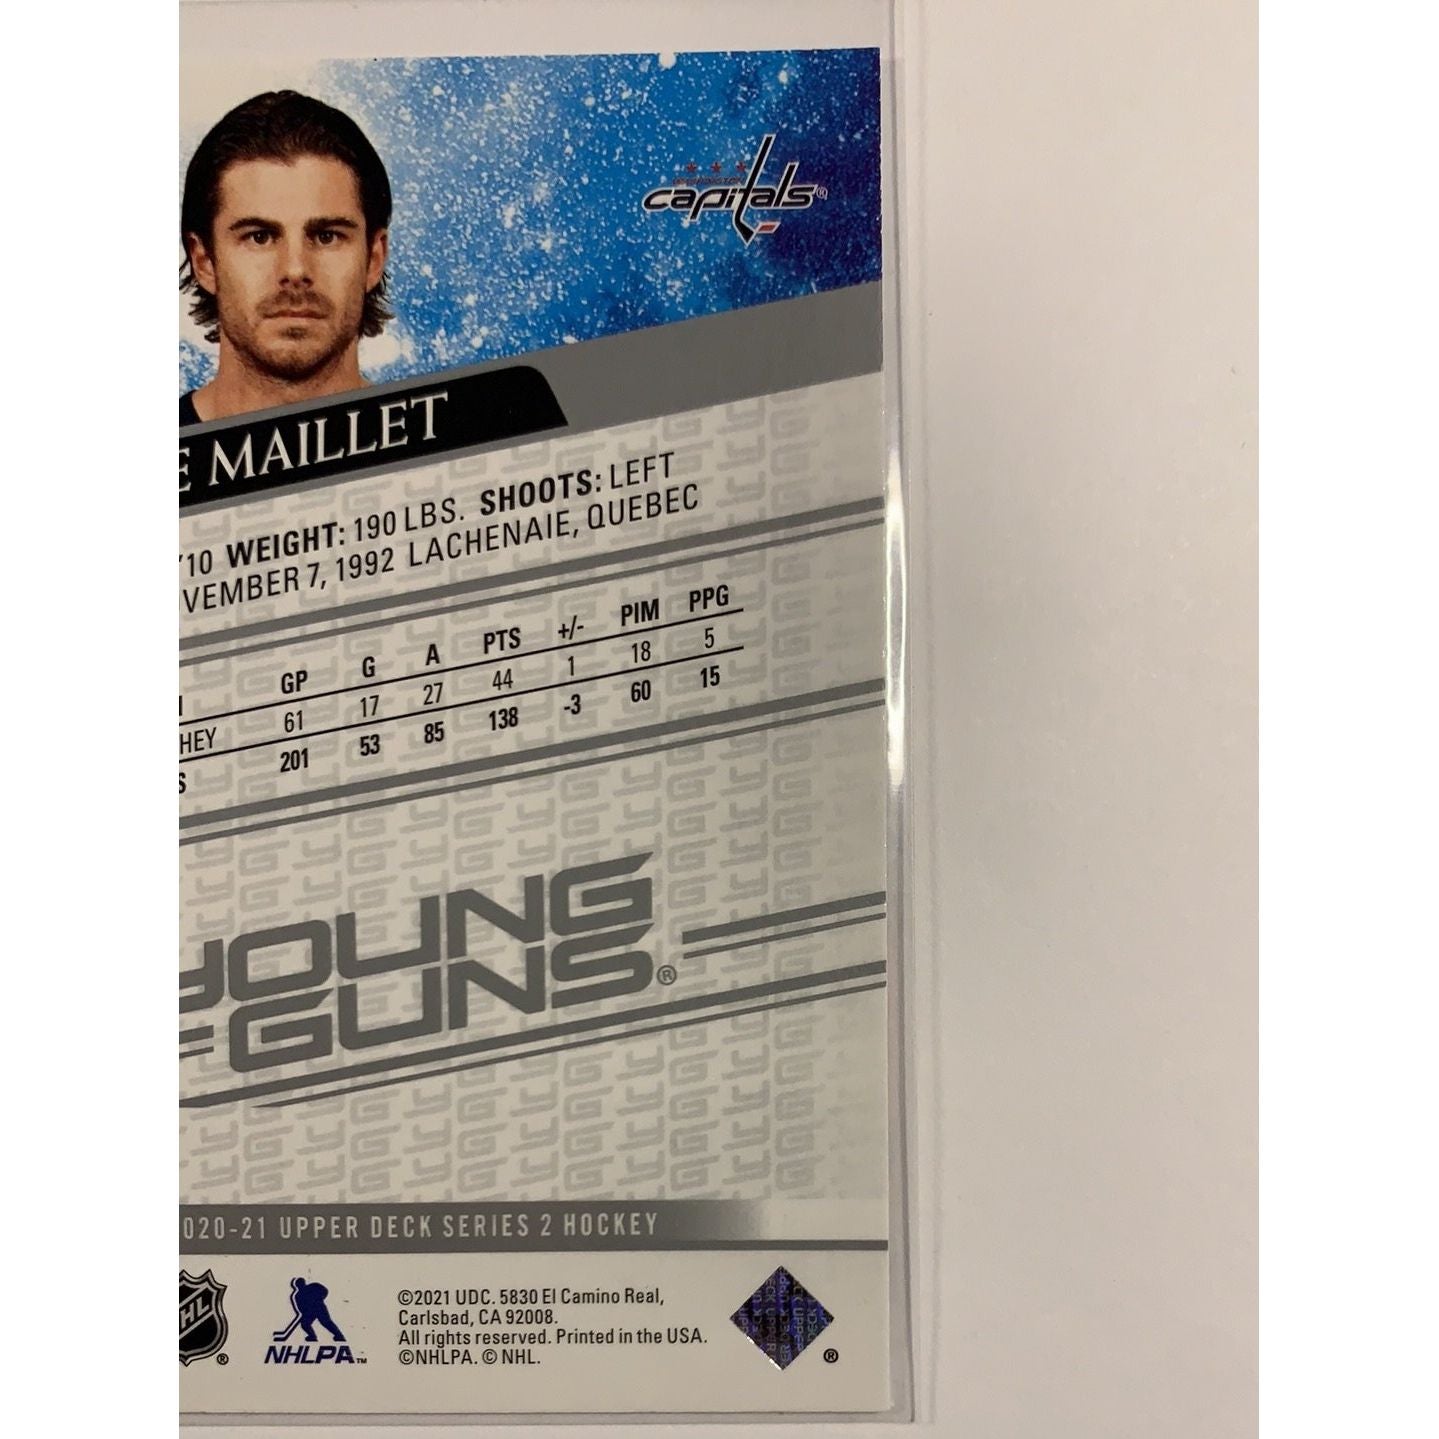 WASHINGTON
capitals®
E MAILLET
'10 WEIGHT: 190 LBS. SHOOTS: LEFT
VEMBER 7, 1992 LACHENAIE, QUEBEC
GP G A PTS +/- PIM PPG
HEY 61 17 27 44 1 18 5
S 201 53 85 138 -3 60 15
YOUNG
GUNS®
020-21 UPPER DECK SERIES 2 HOCKEY
HL ®
NHLPA™
©2021 UDC. 5830 El Camino Real,
Carlsbad, CA 92008.
All rights reserved. Printed in the USA.
©NHLPA. © NHL.
®